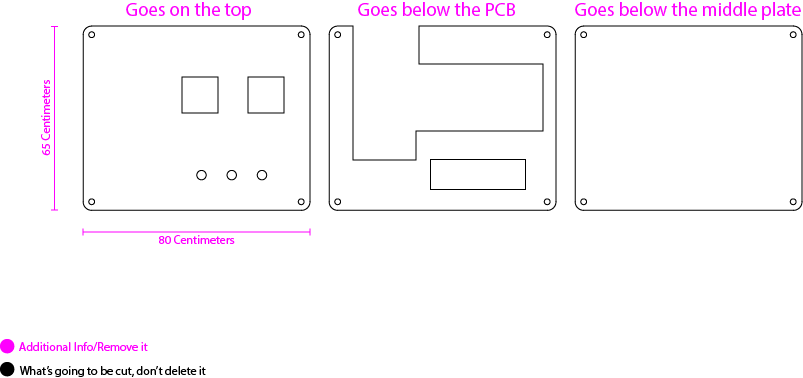 Goes on the top
Goes below the PCB
Goes below the middle plate
65 Centimeters
80 Centimeters
Additional Info/Remove it
What's going to be cut, don't delete it